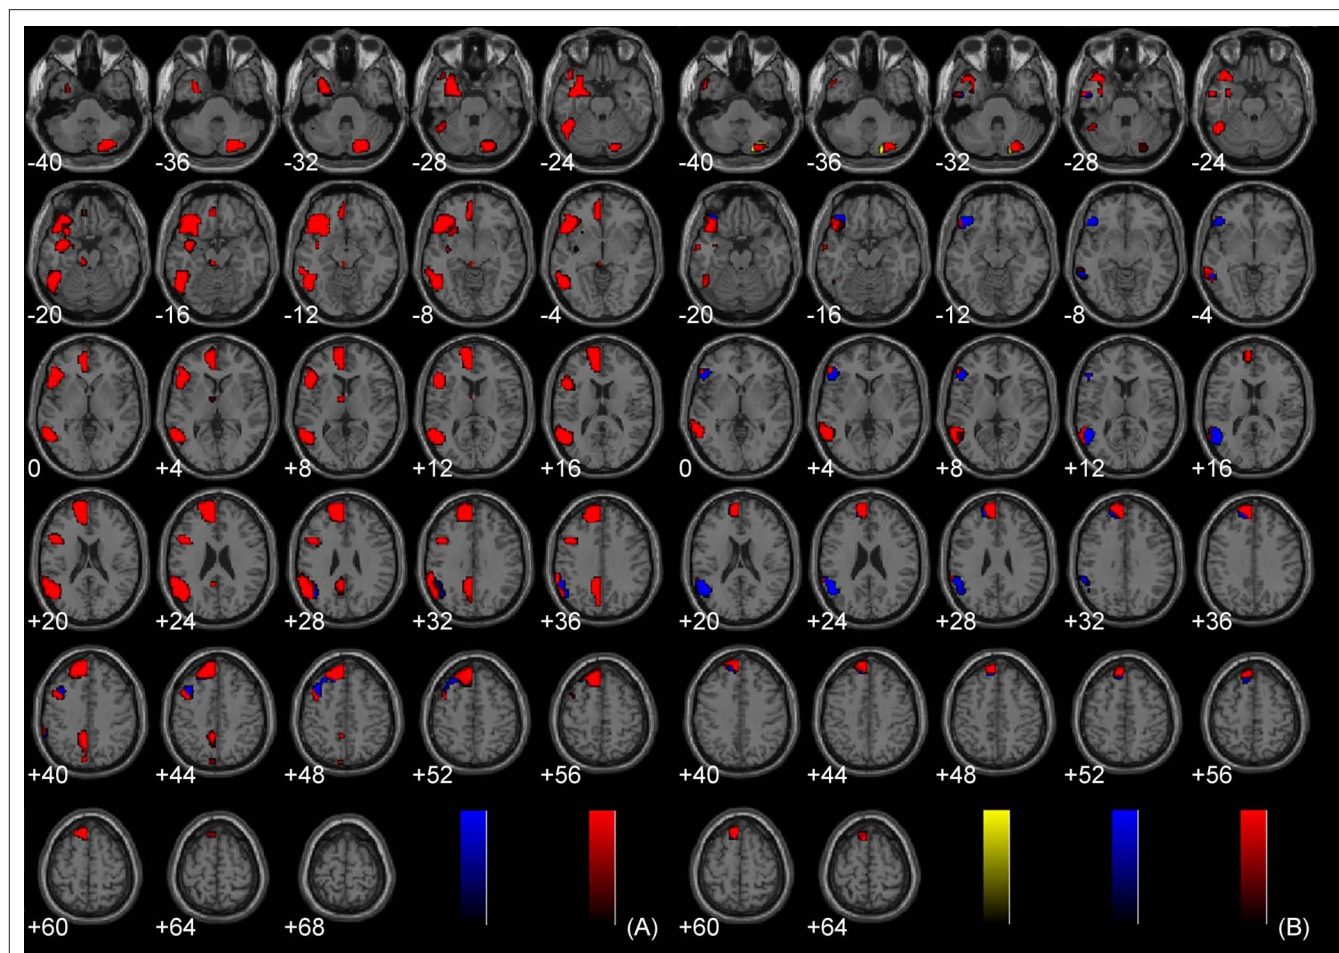 -40 -36 -32 -28 -24 -40 -36 -32 -28 -24
-20 -16 -12 -8 -4 -20 -16 -12 -8 -4
0 +4 +8 +12 +16 0 +4 +8 +12 +16
+20 +24 +28 +32 +36 +20 +24 +28 +32 +36
+40 +44 +48 +52 +56 +40 +44 +48 +52 +56
+60 +64 +68 (A) +60 +64 (B)